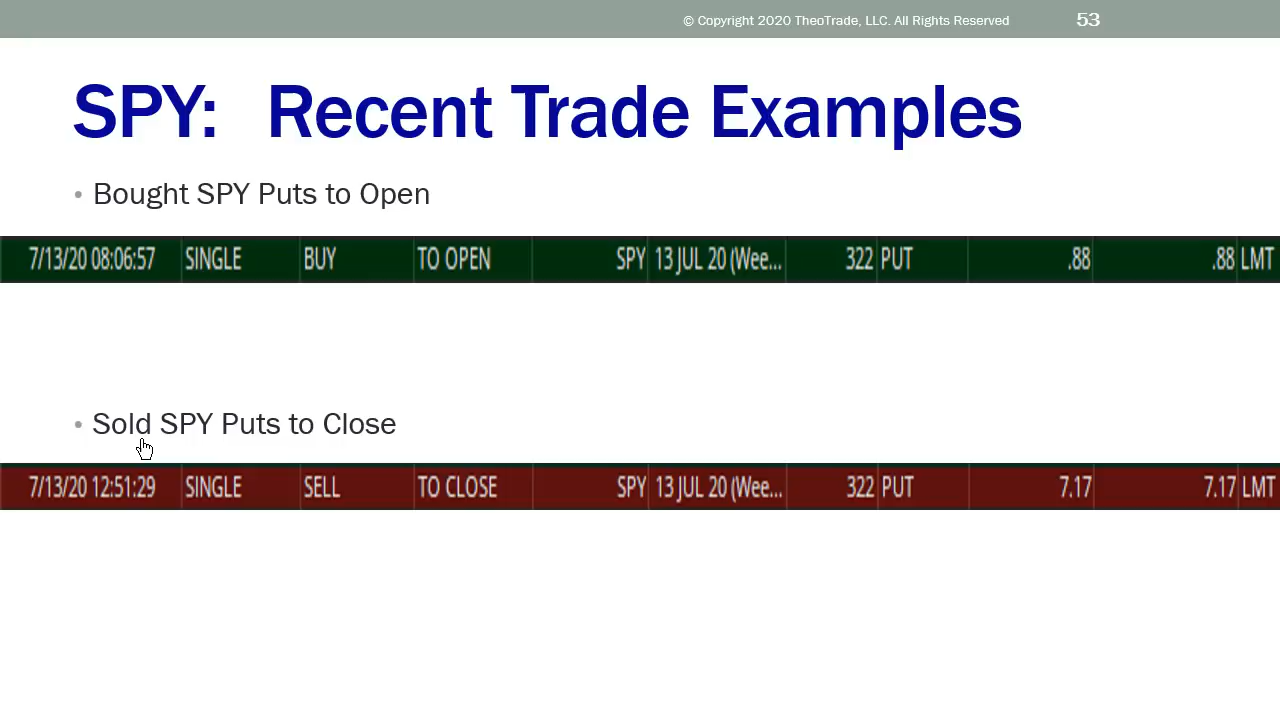 © Copyright 2020 TheoTrade, LLC. All Rights Reserved 53
SPY: Recent Trade Examples
• Bought SPY Puts to Open
7/13/20 08:06:57 SINGLE BUY TO OPEN SPY 13 JUL 20 (Wee... 322 PUT .88 .88 LMT
• Sold SPY Puts to Close
7/13/20 12:51:29 SINGLE SELL TO CLOSE SPY 13 JUL 20 (Wee... 322 PUT 7.17 7.17 LMT